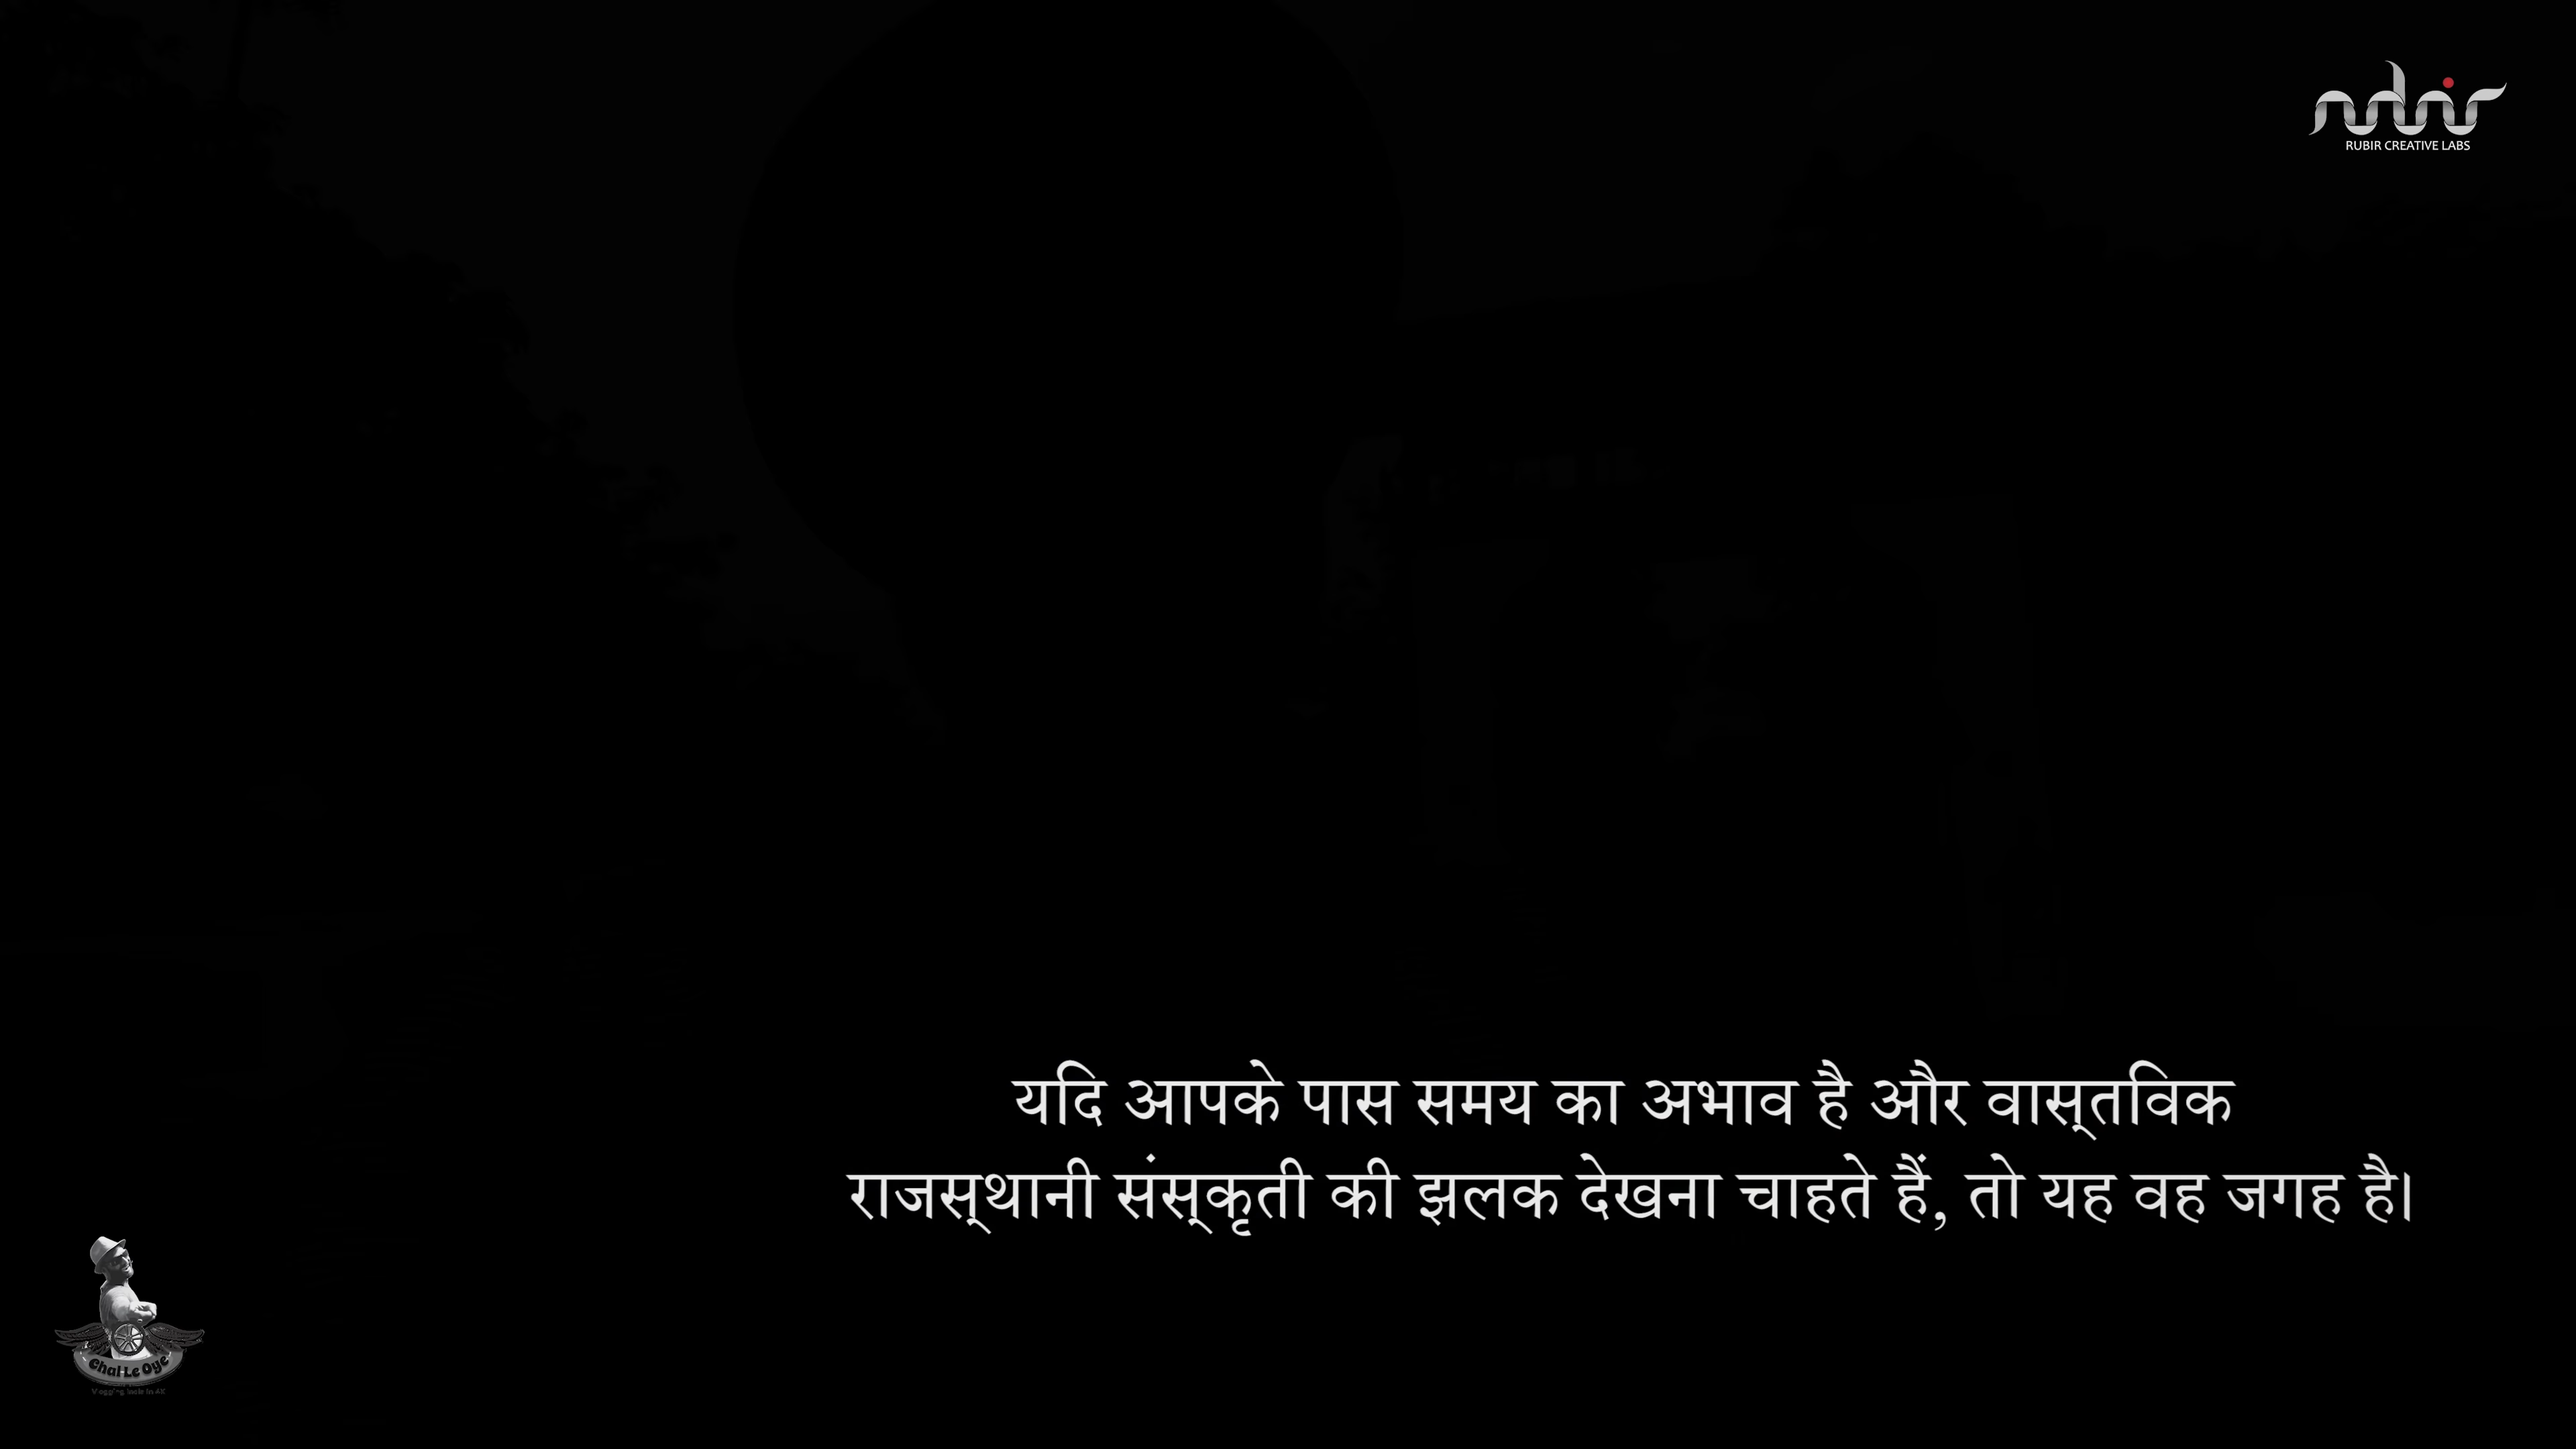 RUBIR CREATIVE LABS
यदि आपके पास समय का अभाव है और वास्‌तविक
राजस्‌थानी संस्‌कृती की झलक देखना चाहते हैं, तो यह वह जगह है।
Chal Le Oye